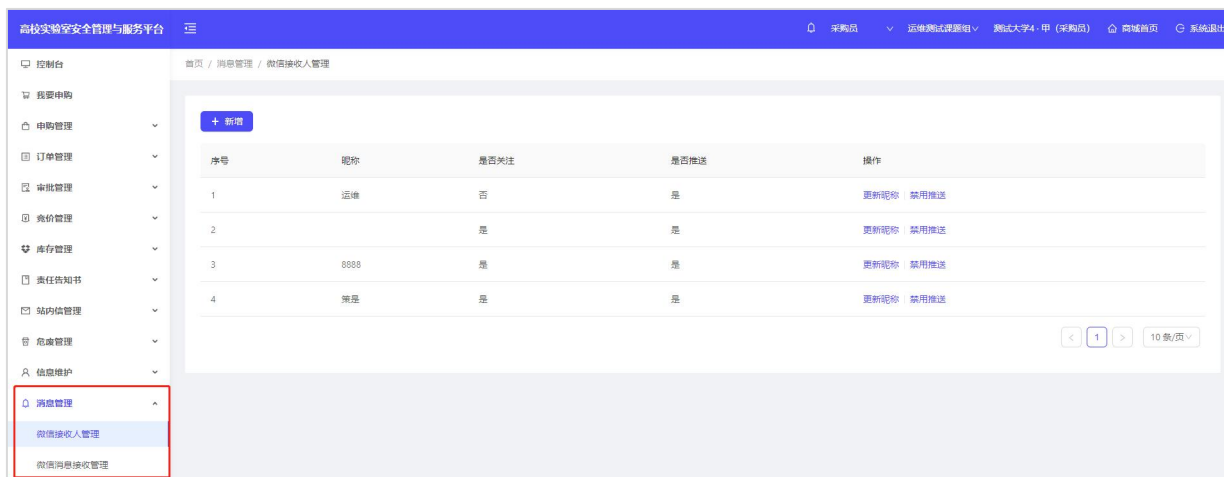 高校实验室安全管理与服务平台 采购员 运维测试课题组 测试大学4 - 甲（采购员） 商城首页 系统退出
控制台
首页 / 消息管理 / 微信接收人管理
我要申购
申购管理
+ 新增
订单管理
序号 昵称 是否关注 是否推送 操作
审批管理
1 运维 否 是 更新昵称 禁用推送
竞价管理
2 是 是 更新昵称 禁用推送
库存管理
3 8888 是 是 更新昵称 禁用推送
责任告知书
4 策是 是 是 更新昵称 禁用推送
站内信管理
< 1 > 10 条/页
危废管理
信息维护
消息管理
微信接收人管理
微信消息接收管理